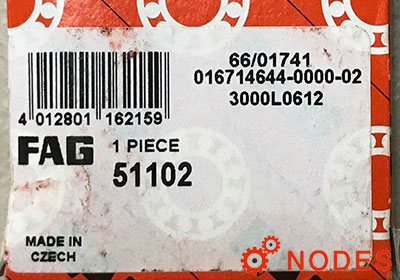 66/01741
016714644-0000-02
3000L0612
4 012801 162159
FAG 1 PIECE
51102
MADE IN
CZECH
NODES